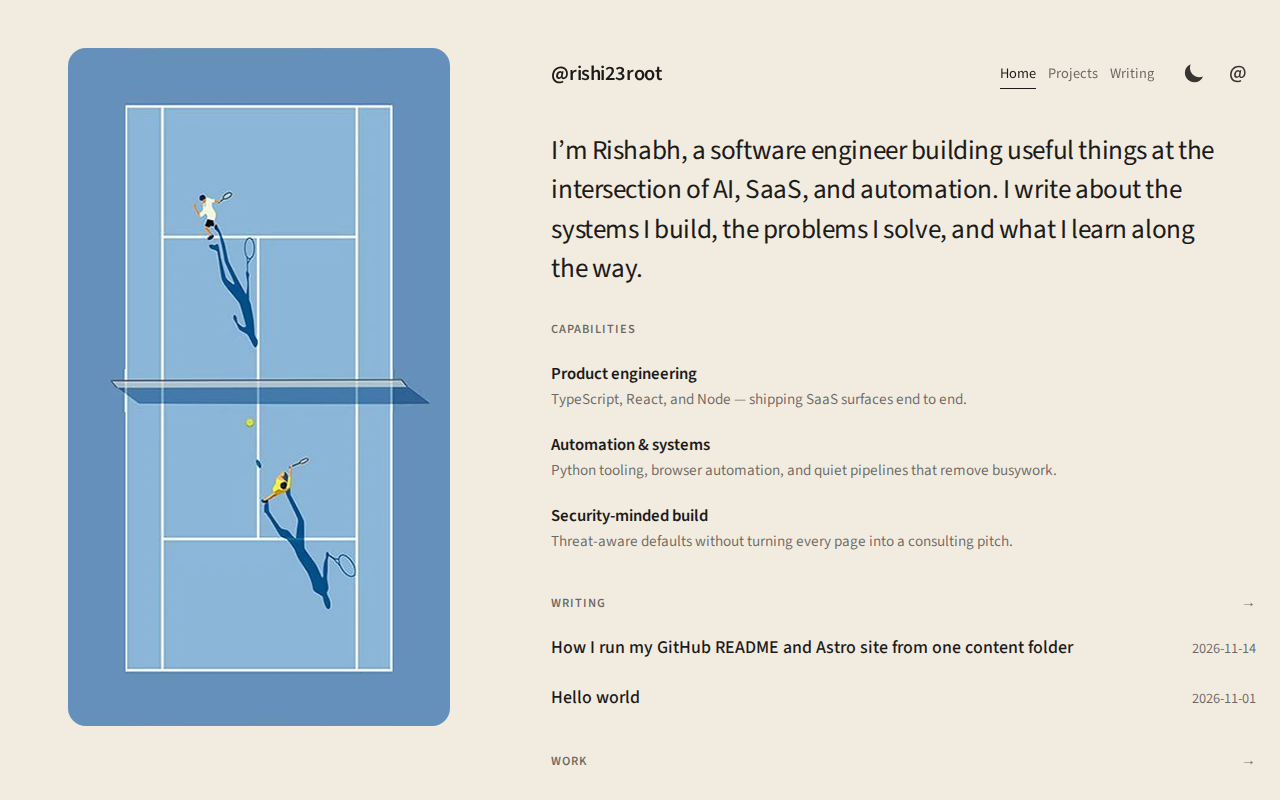 @rishi23root
Home Projects Writing @
I’m Rishabh, a software engineer building useful things at the
intersection of AI, SaaS, and automation. I write about the
systems I build, the problems I solve, and what I learn along
the way.
CAPABILITIES
Product engineering
TypeScript, React, and Node — shipping SaaS surfaces end to end.
Automation & systems
Python tooling, browser automation, and quiet pipelines that remove busywork.
Security-minded build
Threat-aware defaults without turning every page into a consulting pitch.
WRITING →
How I run my GitHub README and Astro site from one content folder 2026-11-14
Hello world 2026-11-01
WORK →